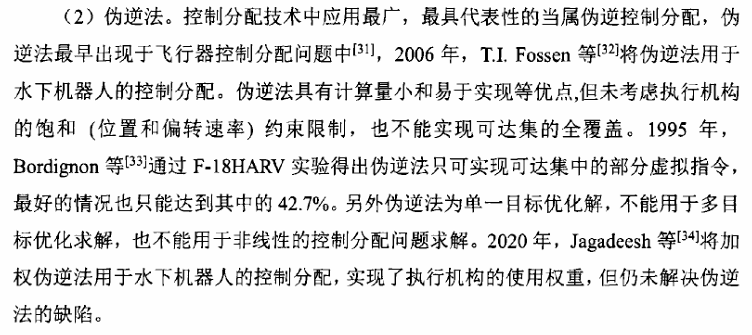 （2）伪逆法。控制分配技术中应用最广，最具代表性的当属伪逆控制分配，伪
逆法最早出现于飞行器控制分配问题中[31]，2006 年，T.I. Fossen 等[32]将伪逆法用于
水下机器人的控制分配。伪逆法具有计算量小和易于实现等优点,但未考虑执行机构
的饱和 (位置和偏转速率) 约束限制，也不能实现可达集的全覆盖。1995 年，
Bordignon 等[33]通过 F-18HARV 实验得出伪逆法只可实现可达集中的部分虚拟指令，
最好的情况也只能达到其中的 42.7%。另外伪逆法为单一目标优化解，不能用于多目
标优化求解，也不能用于非线性的控制分配问题求解。2020 年，Jagadeesh 等[34]将加
权伪逆法用于水下机器人的控制分配，实现了执行机构的使用权重，但仍未解决伪逆
法的缺陷。